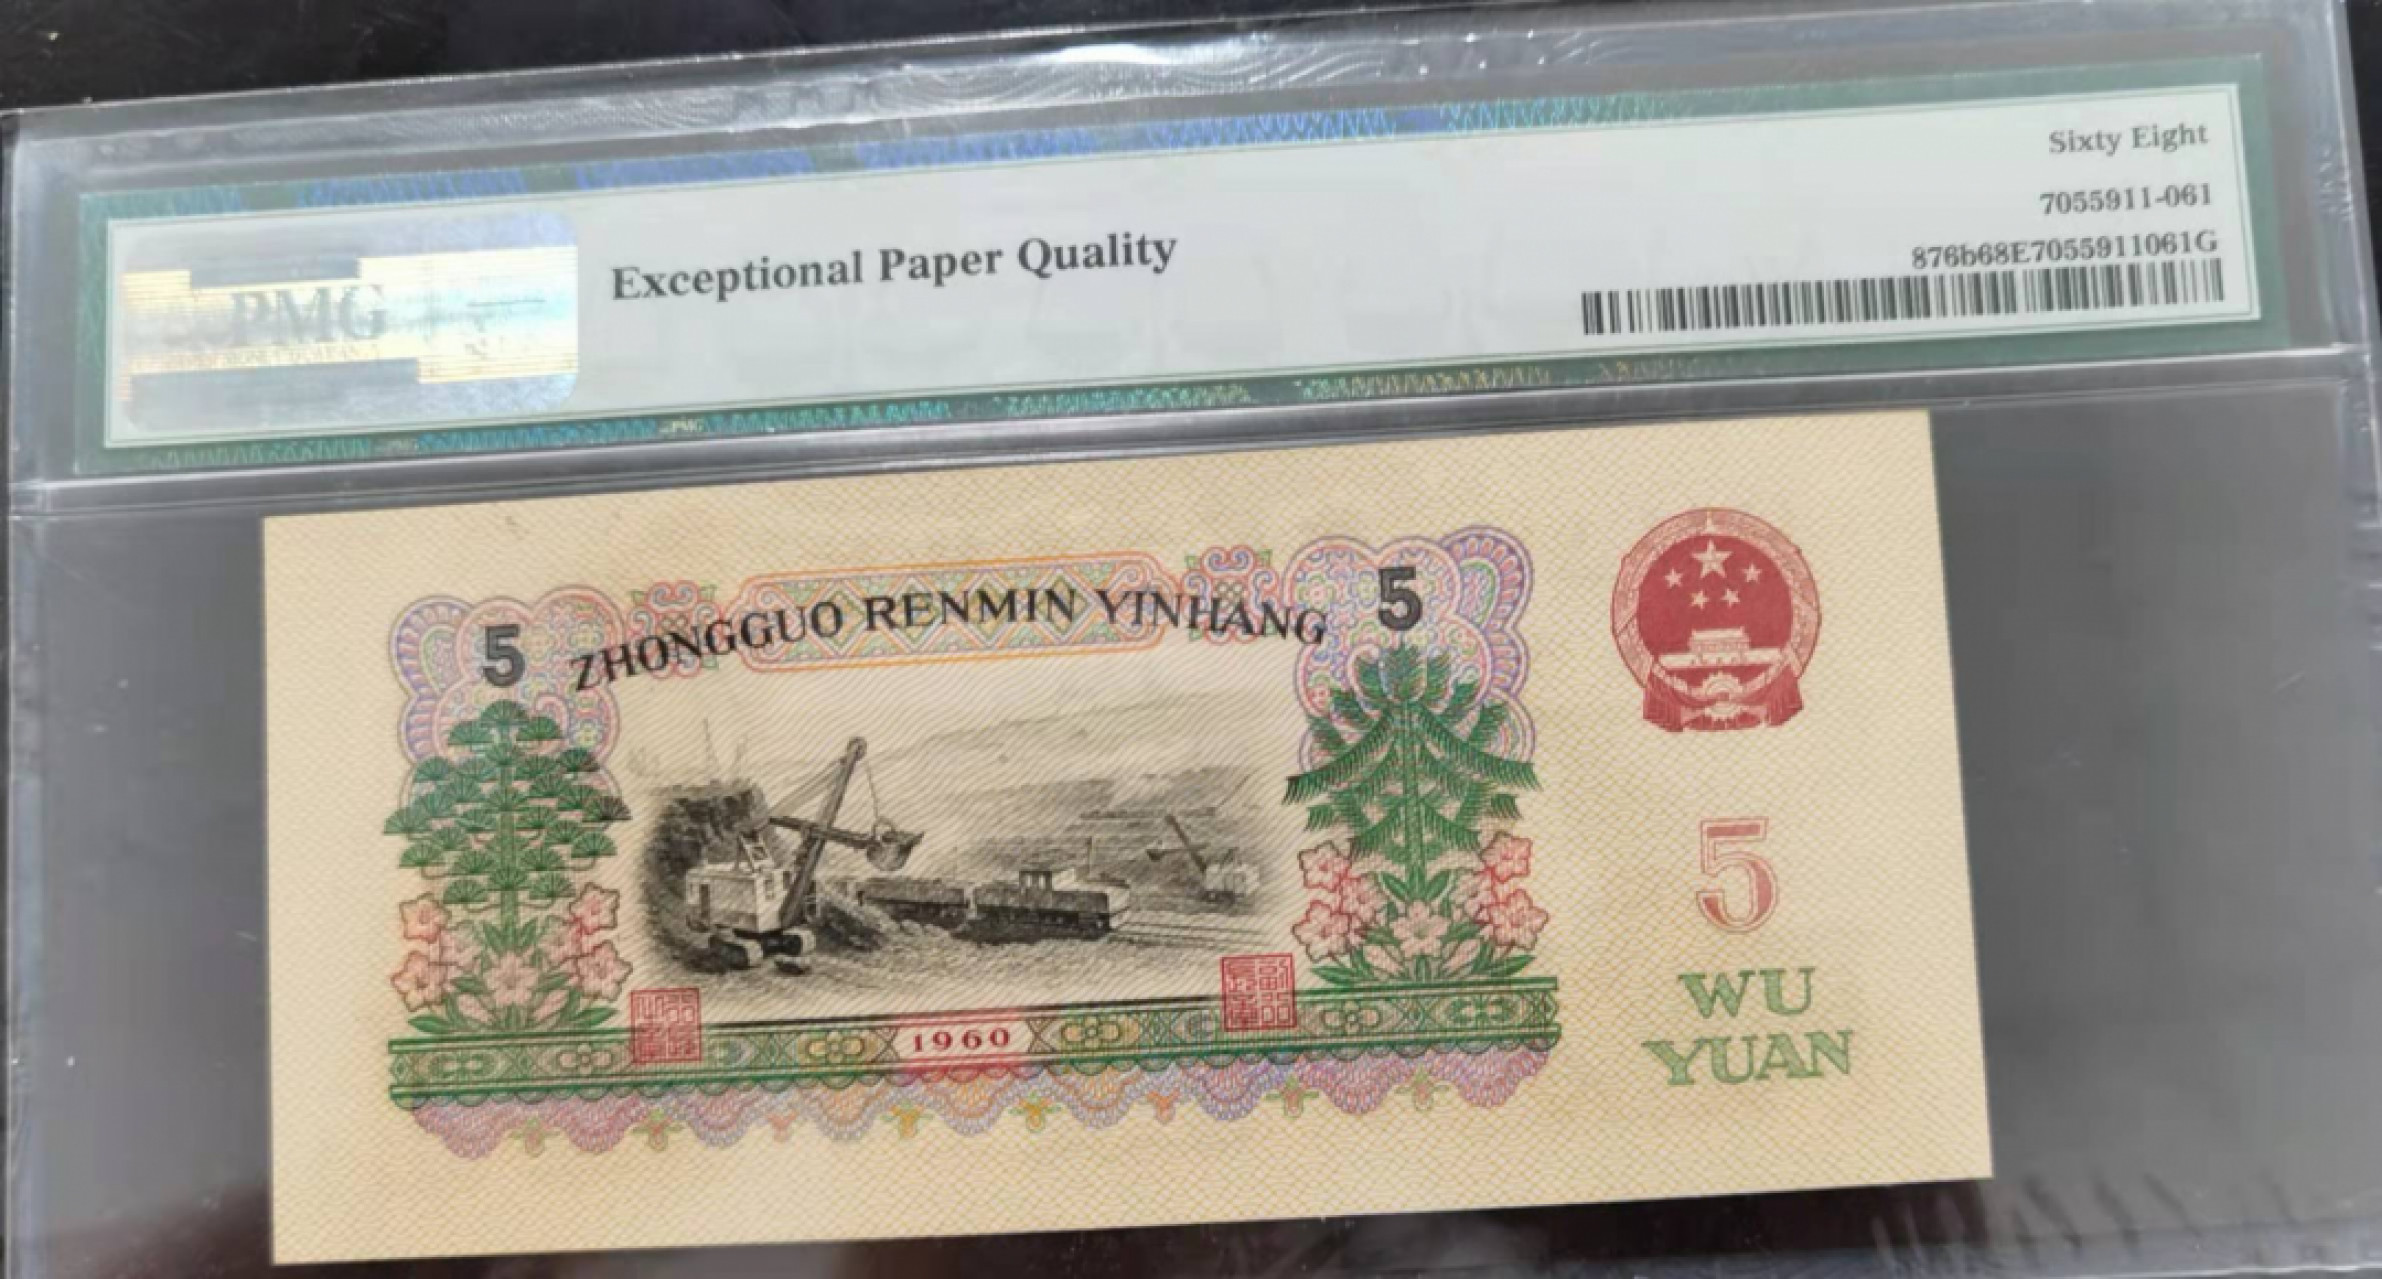 Sixty Eight
7055911-061
876b68E7055911061G
PMG
Exceptional Paper Quality
5
ZHONGGUO RENMIN YINHANG
5
5
WU
YUAN
1960